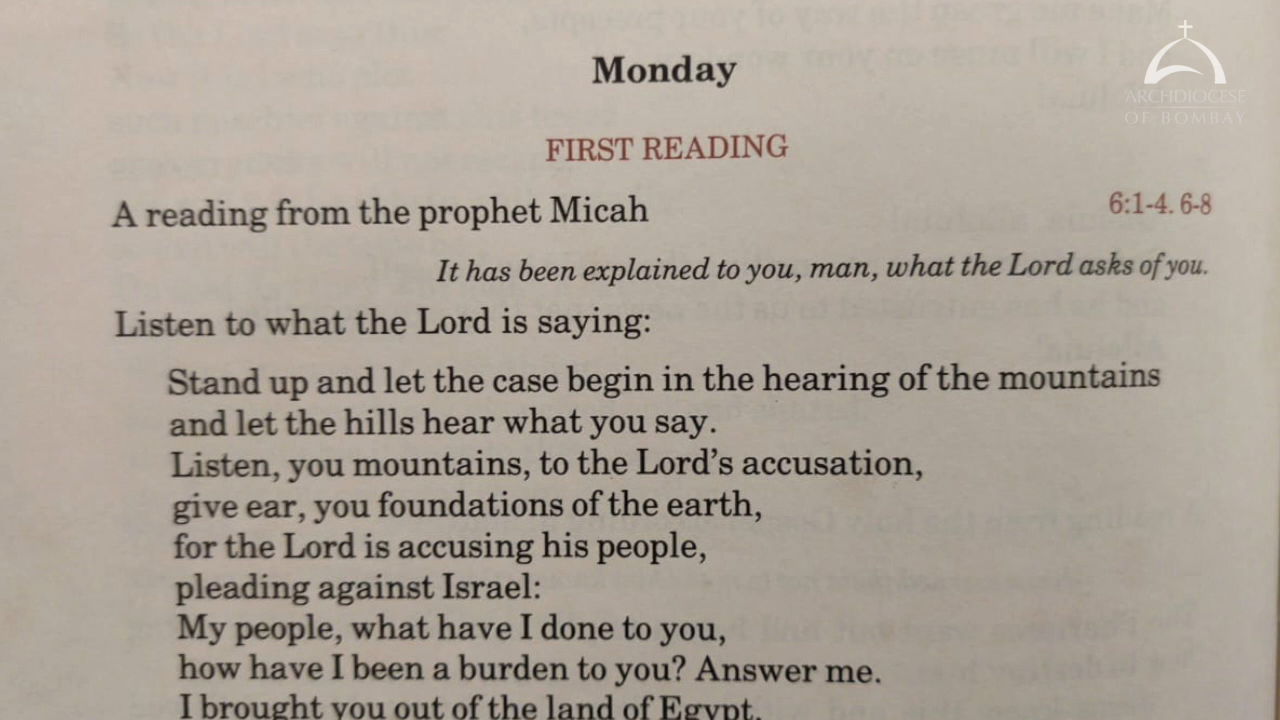 ARCHDIOCESE
OF BOMBAY
Monday
FIRST READING
A reading from the prophet Micah 6:1-4. 6-8
It has been explained to you, man, what the Lord asks of you.
Listen to what the Lord is saying:
Stand up and let the case begin in the hearing of the mountains
and let the hills hear what you say.
Listen, you mountains, to the Lord's accusation,
give ear, you foundations of the earth,
for the Lord is accusing his people,
pleading against Israel:
My people, what have I done to you,
how have I been a burden to you? Answer me.
I brought you out of the land of Egypt,